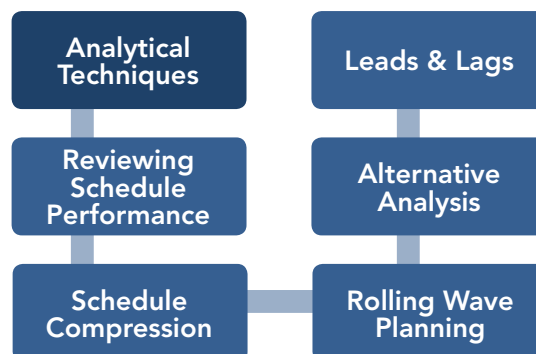 Analytical
Techniques
Reviewing
Schedule
Performance
Schedule
Compression
Rolling Wave
Planning
Alternative
Analysis
Leads & Lags